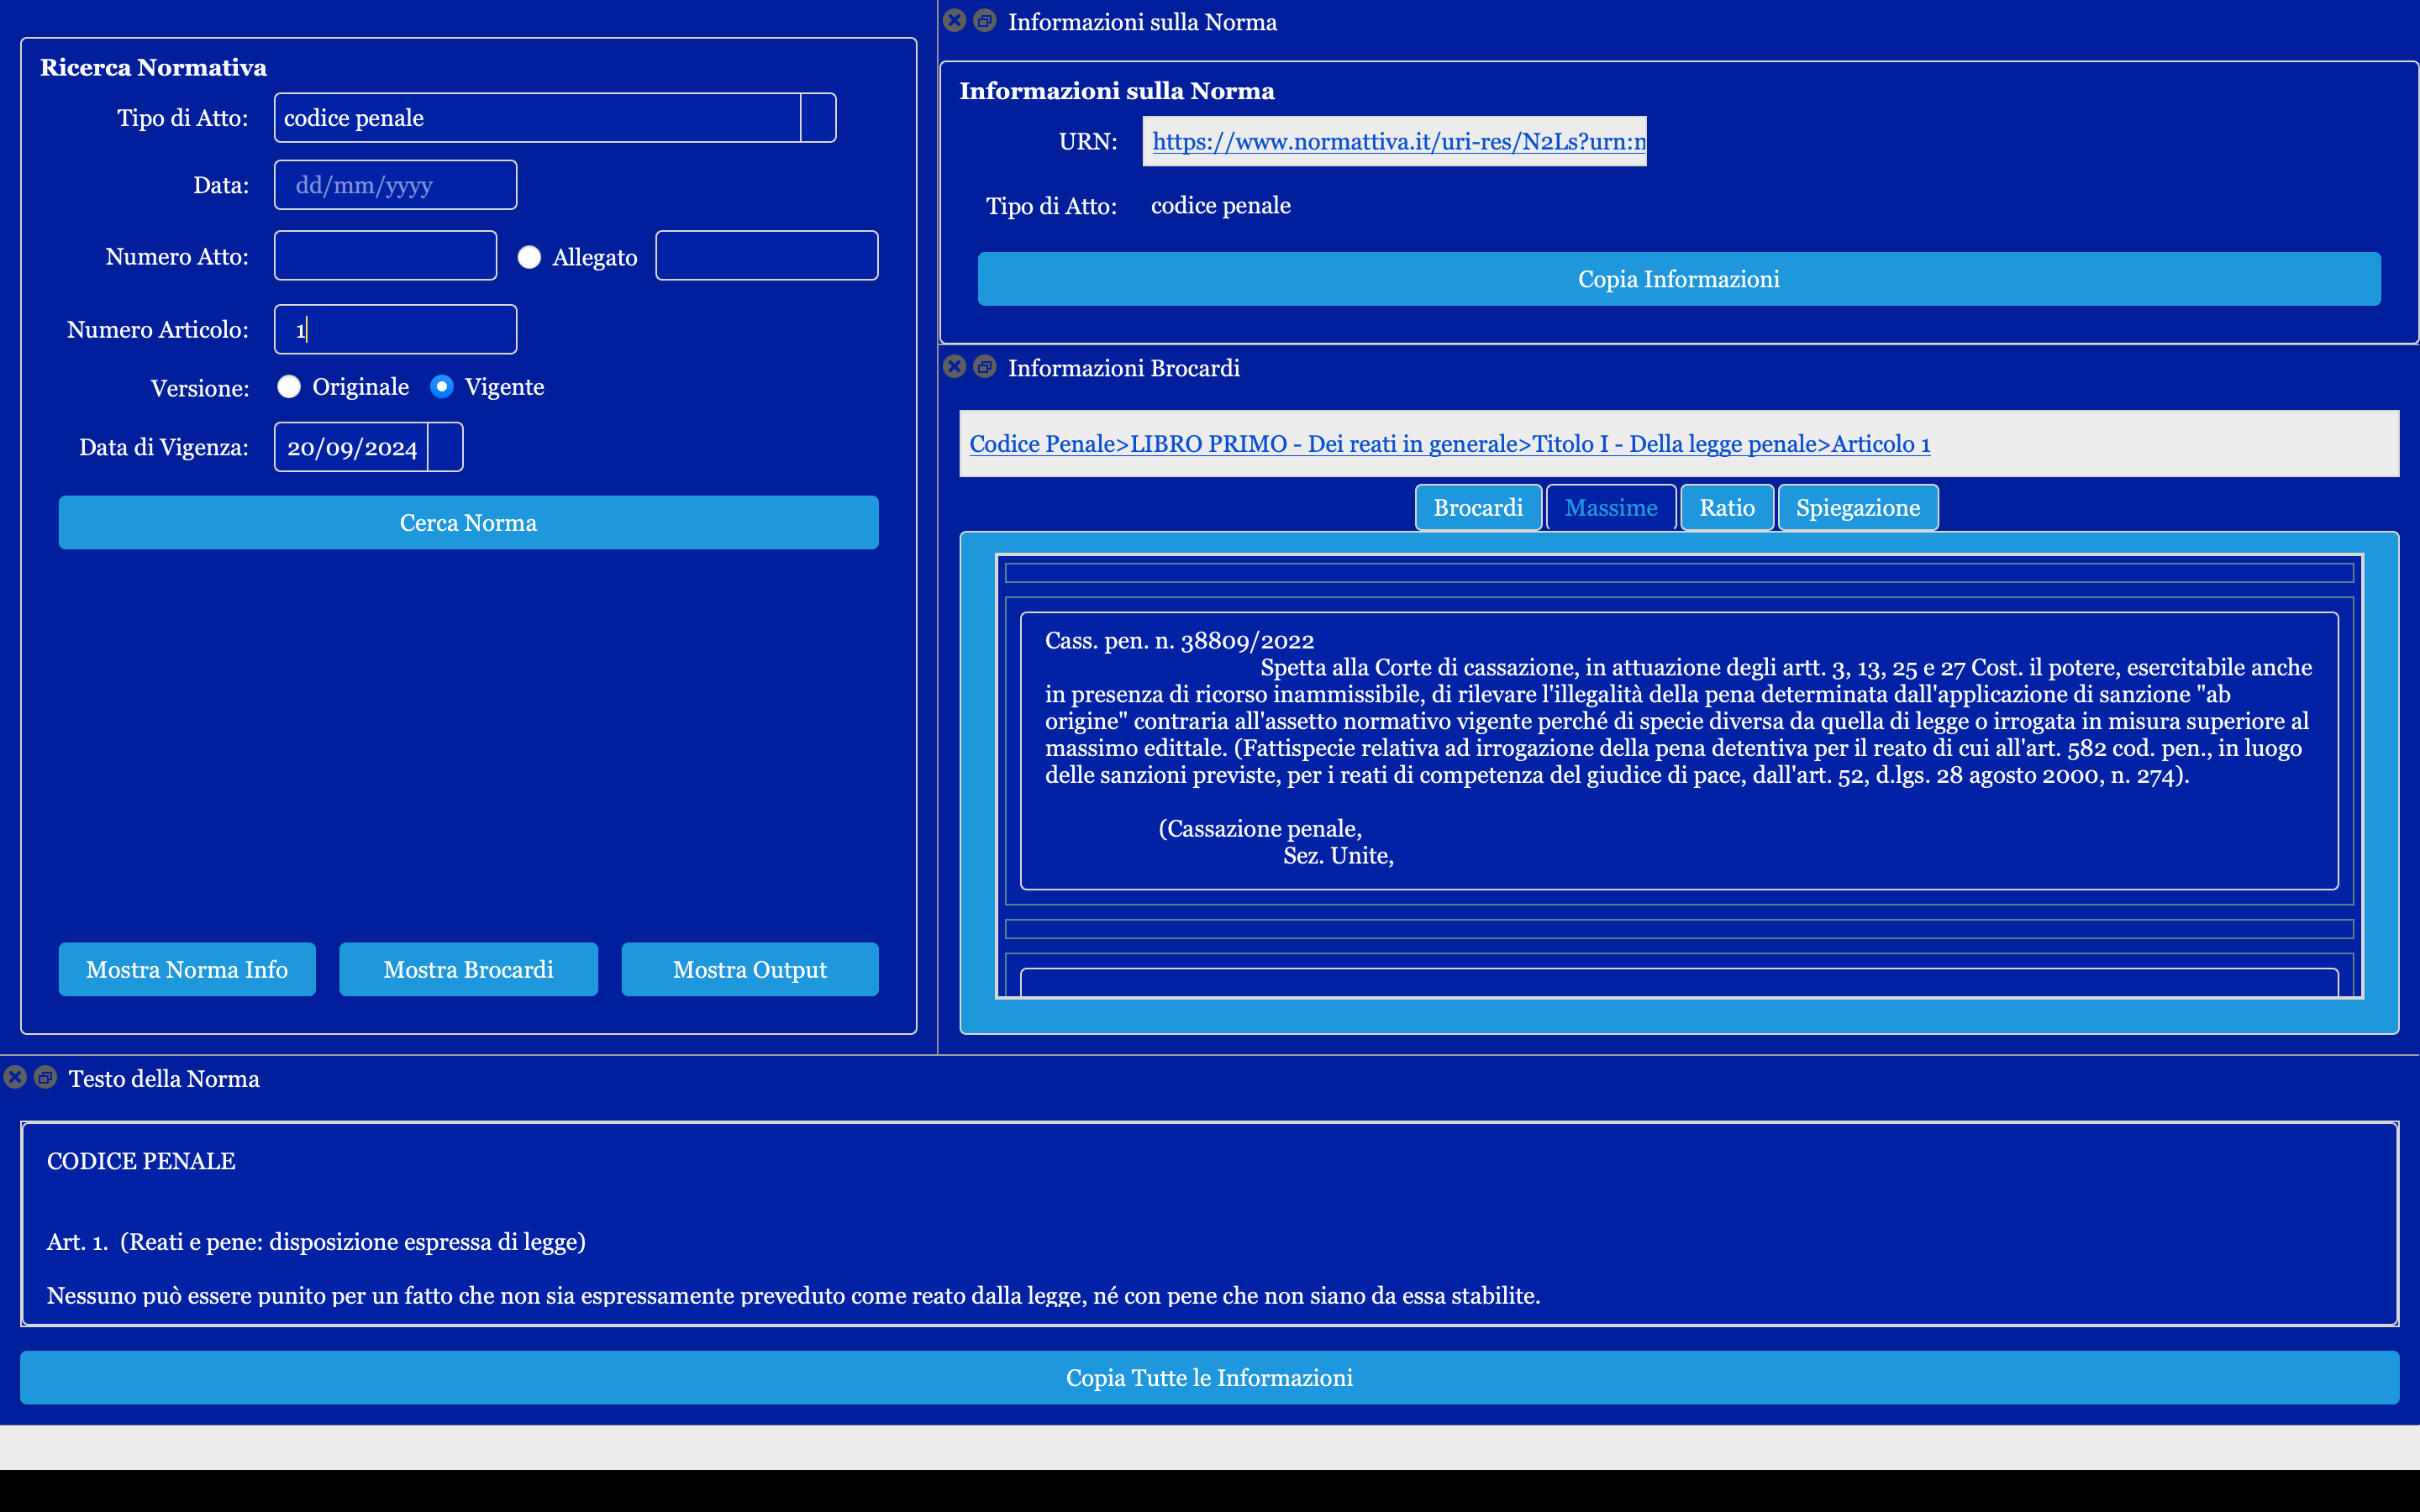 Ricerca Normativa
Tipo di Atto: codice penale
Data: dd/mm/yyyy
Numero Atto: Allegato
Numero Articolo: 1
Versione: Originale Vigente
Data di Vigenza: 20/09/2024
Cerca Norma
Mostra Norma Info Mostra Brocardi Mostra Output
Informazioni sulla Norma
Informazioni sulla Norma
URN: https://www.normattiva.it/uri-res/N2Ls?urn:n
Tipo di Atto: codice penale
Copia Informazioni
Informazioni Brocardi
Codice Penale>LIBRO PRIMO - Dei reati in generale>Titolo I - Della legge penale>Articolo 1
Brocardi Massime Ratio Spiegazione
Cass. pen. n. 38809/2022
Spetta alla Corte di cassazione, in attuazione degli artt. 3, 13, 25 e 27 Cost. il potere, esercitabile anche
in presenza di ricorso inammissibile, di rilevare l'illegalità della pena determinata dall'applicazione di sanzione "ab
origine" contraria all'assetto normativo vigente perché di specie diversa da quella di legge o irrogata in misura superiore al
massimo edittale. (Fattispecie relativa ad irrogazione della pena detentiva per il reato di cui all'art. 582 cod. pen., in luogo
delle sanzioni previste, per i reati di competenza del giudice di pace, dall'art. 52, d.lgs. 28 agosto 2000, n. 274).
(Cassazione penale,
Sez. Unite,
Testo della Norma
CODICE PENALE
Art. 1. (Reati e pene: disposizione espressa di legge)
Nessuno può essere punito per un fatto che non sia espressamente preveduto come reato dalla legge, né con pene che non siano da essa stabilite.
Copia Tutte le Informazioni